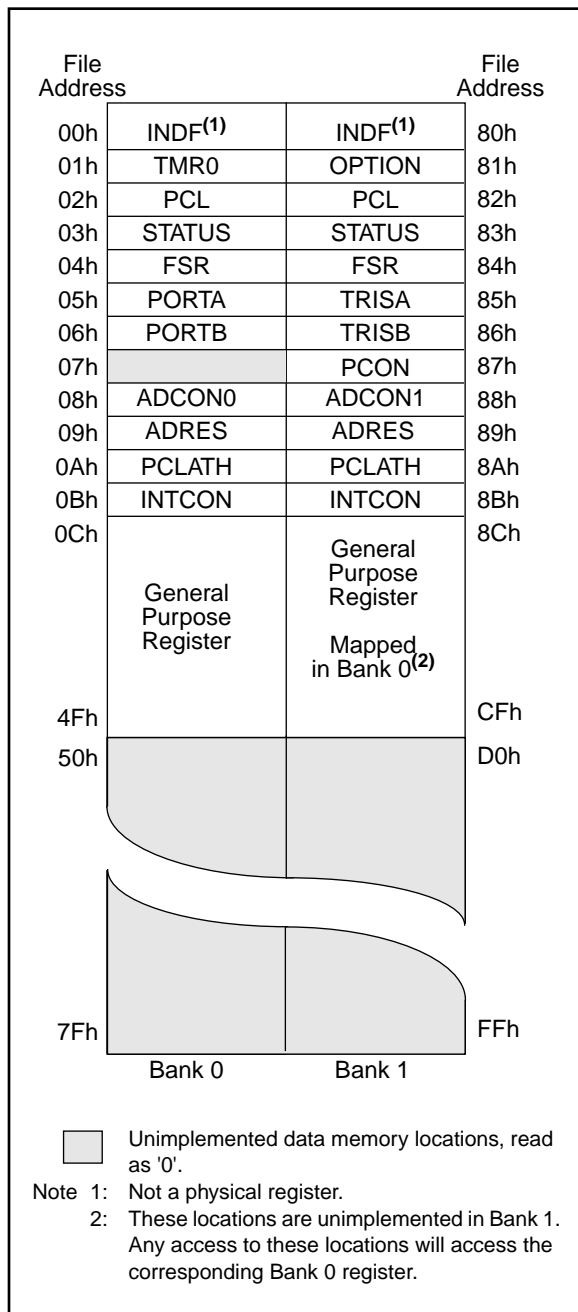 File Address
File Address
00h INDF(1) INDF(1) 80h
01h TMR0 OPTION 81h
02h PCL PCL 82h
03h STATUS STATUS 83h
04h FSR FSR 84h
05h PORTA TRISA 85h
06h PORTB TRISB 86h
07h PCON 87h
08h ADCON0 ADCON1 88h
09h ADRES ADRES 89h
0Ah PCLATH PCLATH 8Ah
0Bh INTCON INTCON 8Bh
0Ch 8Ch
General
Purpose
Register
General
Purpose
Register
Mapped
in Bank 0(2)
4Fh CFh
50h D0h
7Fh FFh
Bank 0 Bank 1
Unimplemented data memory locations, read
as '0'.
Note 1: Not a physical register.
2: These locations are unimplemented in Bank 1.
Any access to these locations will access the
corresponding Bank 0 register.